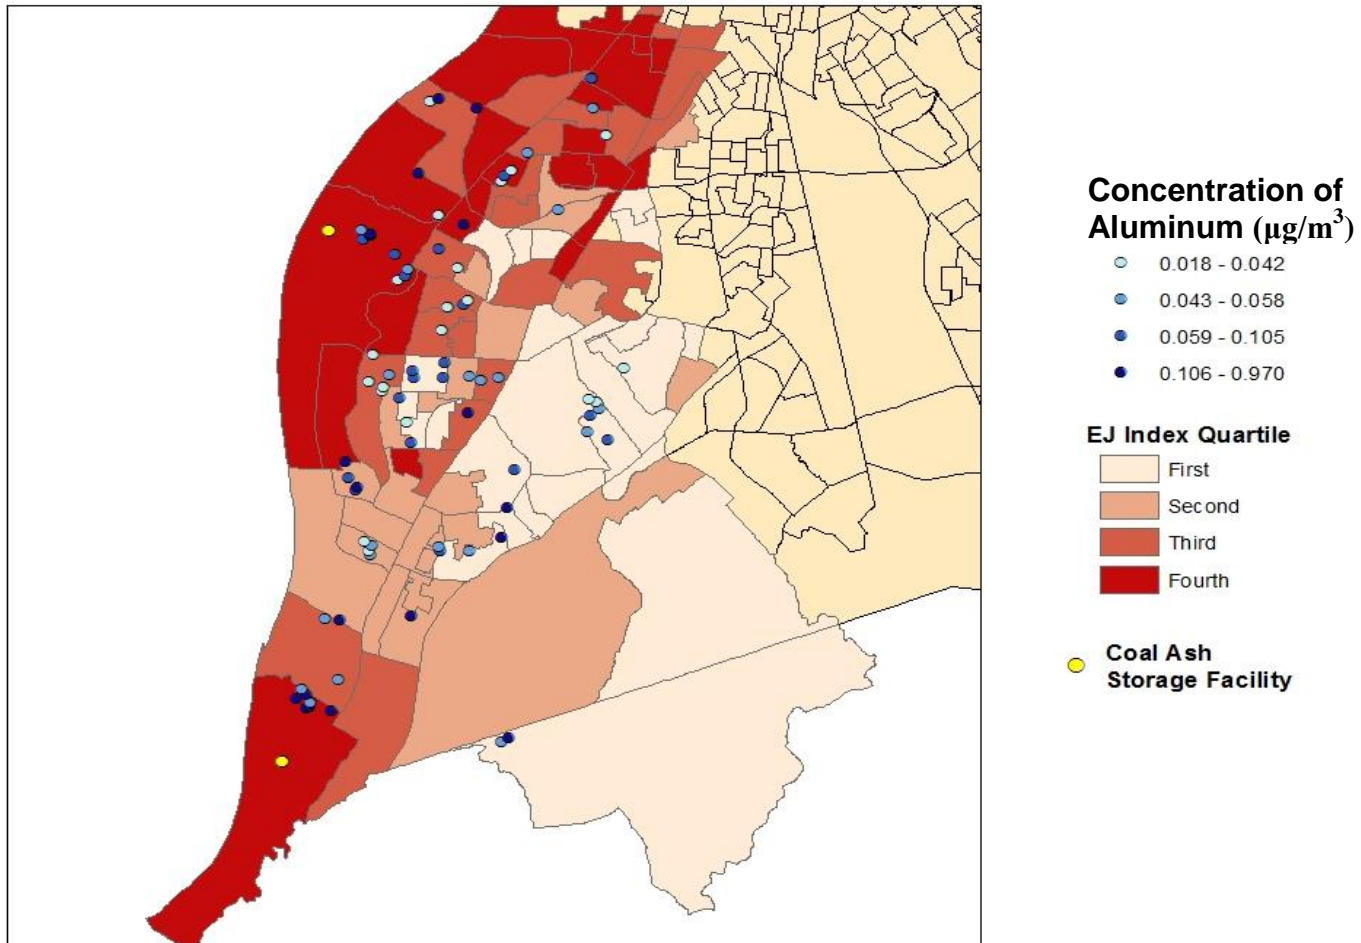 Concentration of
Aluminum (μg/m³)
0.018 - 0.042
0.043 - 0.058
0.059 - 0.105
0.106 - 0.970
EJ Index Quartile
First
Second
Third
Fourth
Coal Ash
Storage Facility